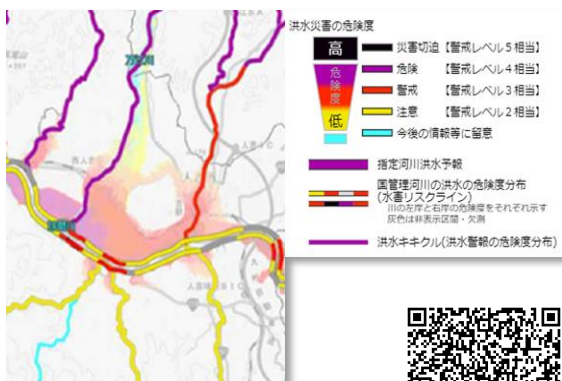 洪水災害の危険度
高
危険度
低
災害切迫【警戒レベル5相当】
危険【警戒レベル4相当】
警戒【警戒レベル3相当】
注意【警戒レベル2相当】
今後の情報等に留意
指定河川洪水予報
国管理河川の洪水の危険度分布
(水害リスクライン)
川の左岸と右岸の危険度をそれぞれ示す
灰色は非表示区間・欠測
洪水キキクル(洪水警報の危険度分布)